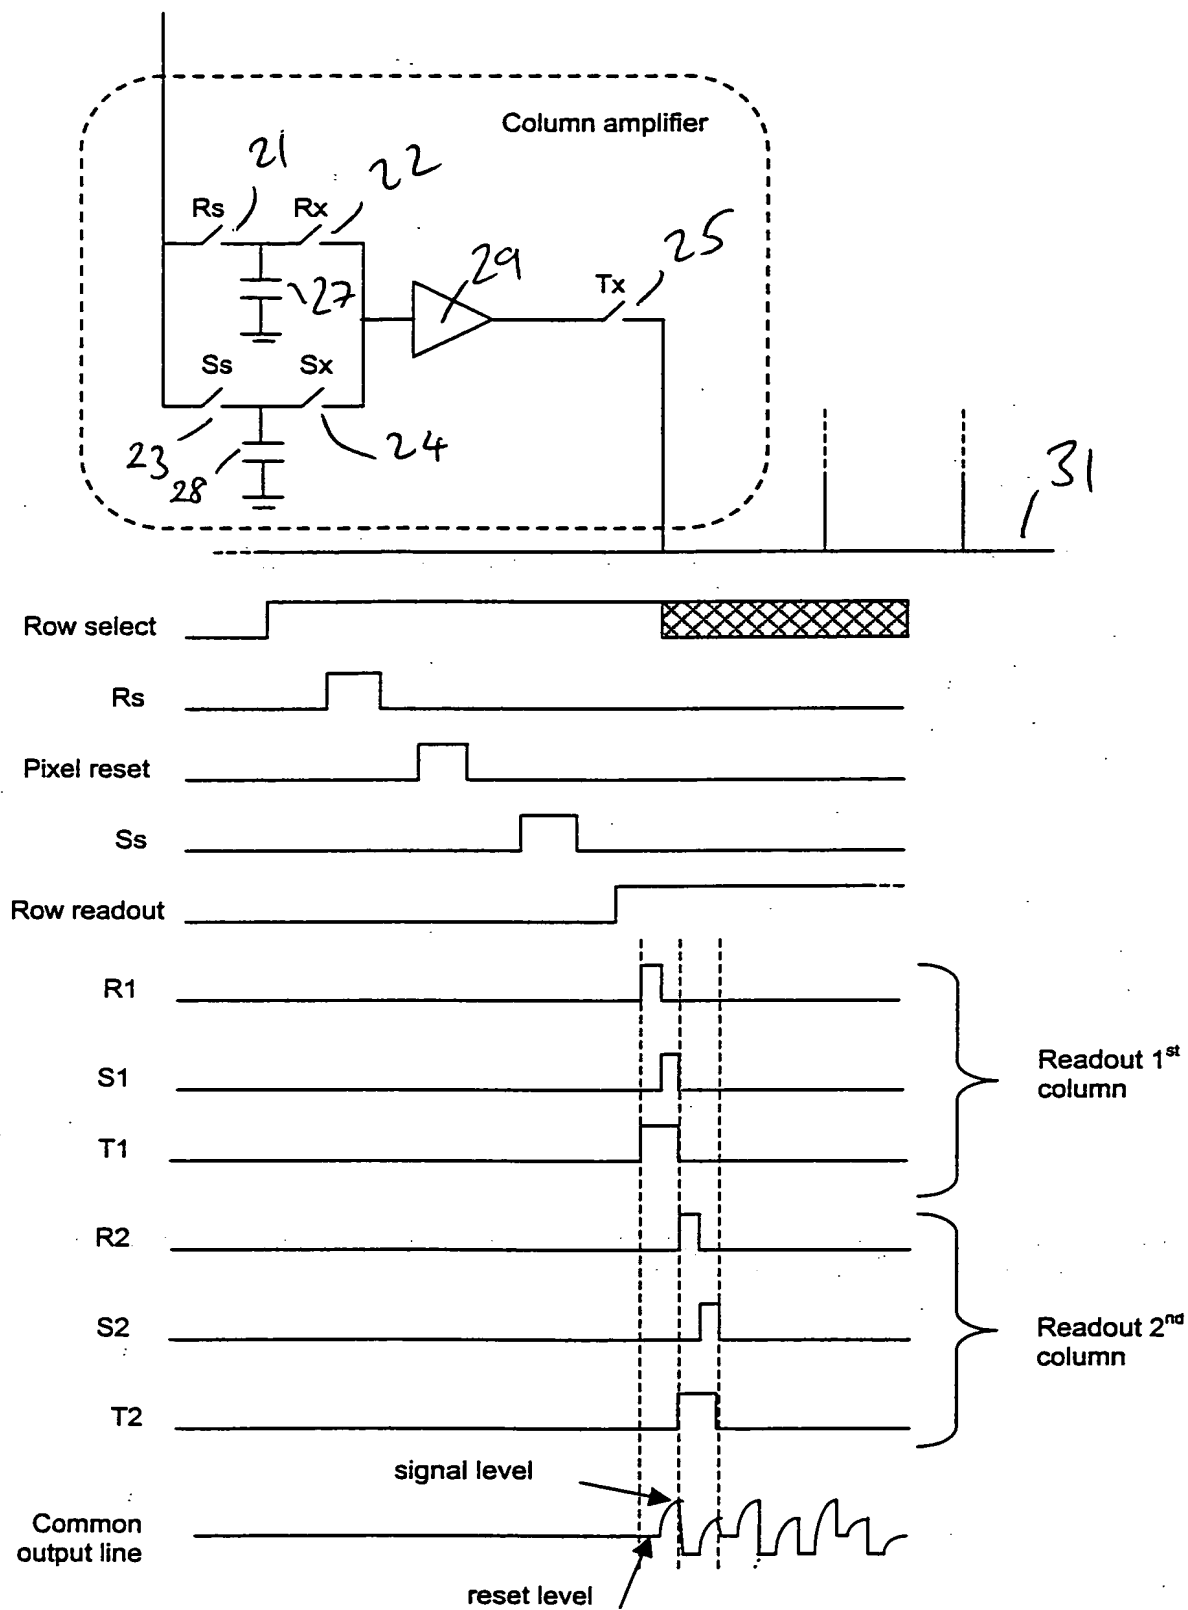 Column amplifier
21
22
Rs
Rx
25
29
Tx
27
Ss
Sx
23
24
28
31
Row select
Rs
Pixel reset
Ss
Row readout
R1
S1
Readout 1st
column
T1
R2
S2
Readout 2nd
column
T2
signal level
Common
output line
reset level